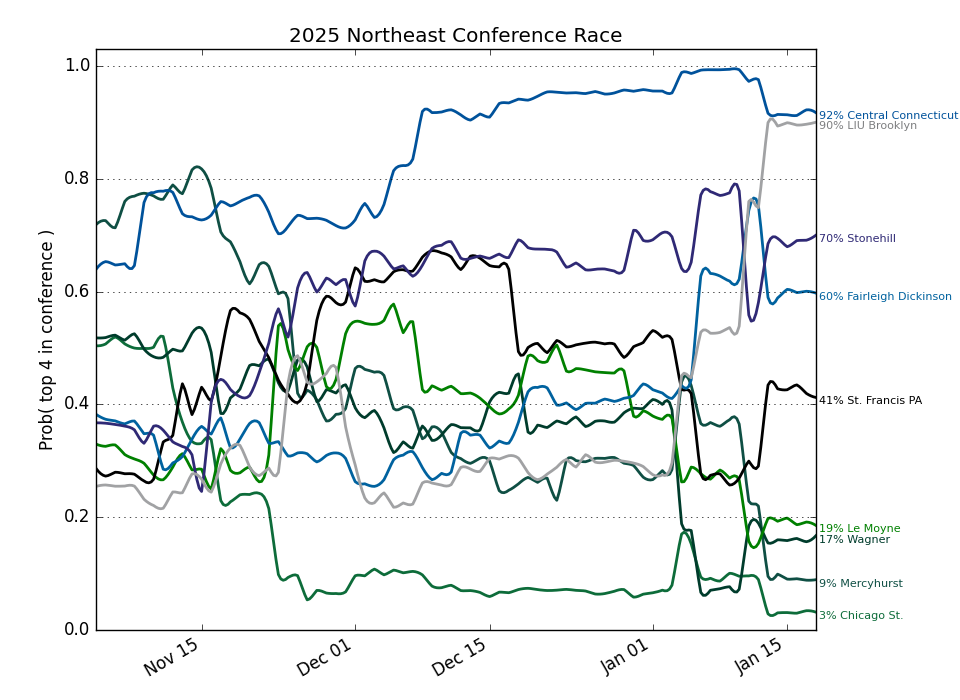 2025 Northeast Conference Race
Prob( top 4 in conference )
1.0
0.8
0.6
0.4
0.2
0.0
Nov 15
Dec 01
Dec 15
Jan 01
Jan 15
92% Central Connecticut
90% LIU Brooklyn
70% Stonehill
60% Fairleigh Dickinson
41% St. Francis PA
19% Le Moyne
17% Wagner
9% Mercyhurst
3% Chicago St.